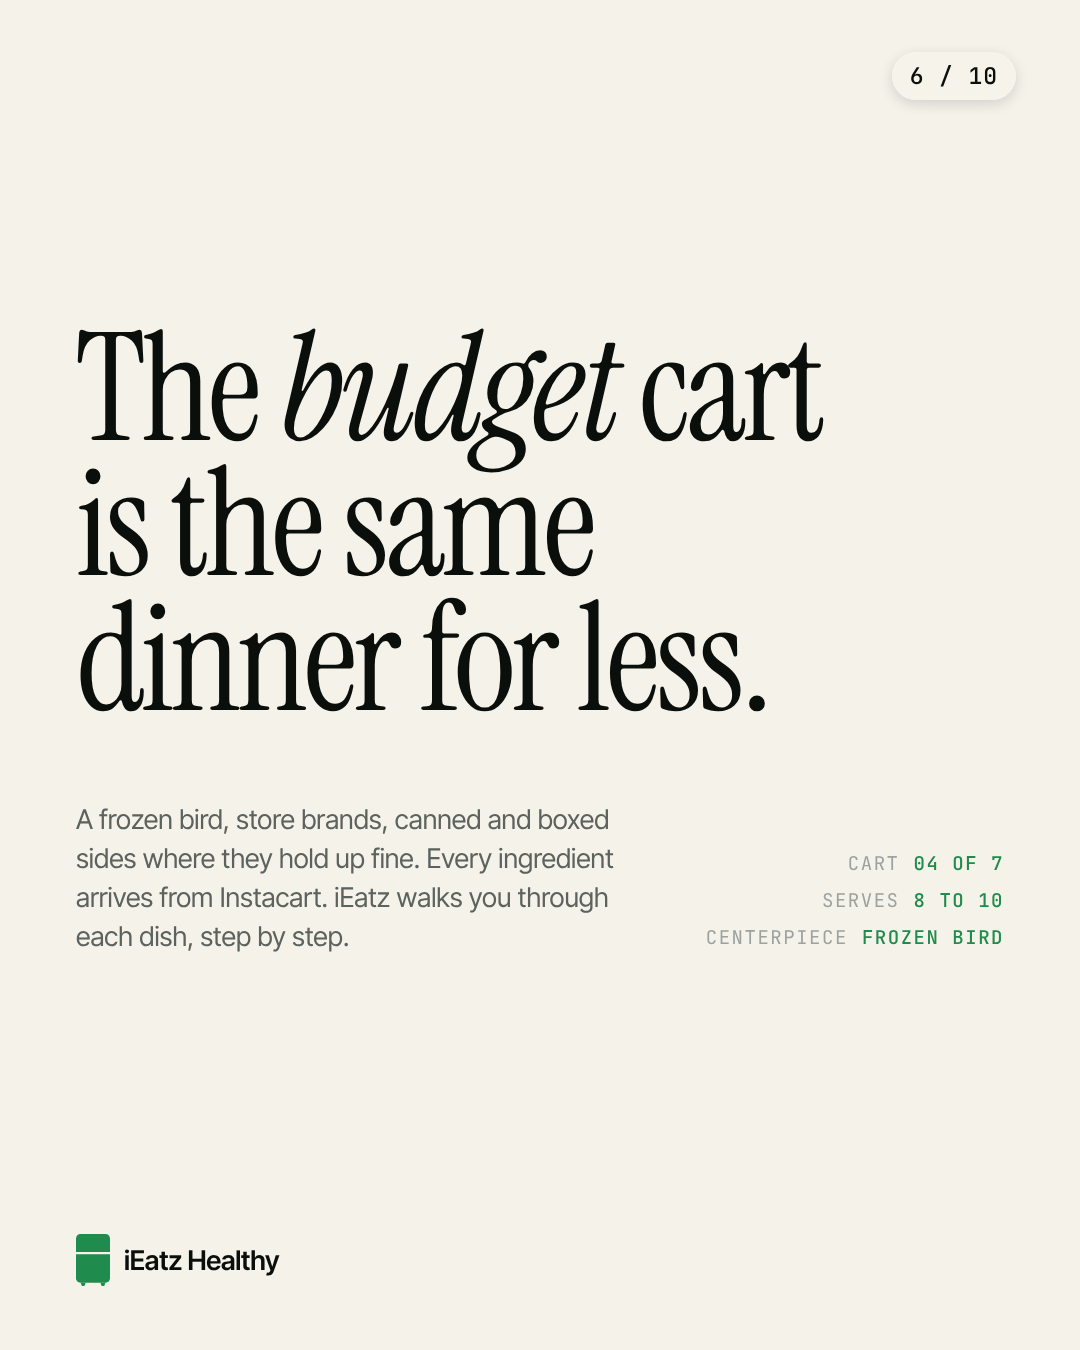 6 / 10
The budget cart
is the same
dinner for less.
A frozen bird, store brands, canned and boxed
sides where they hold up fine. Every ingredient
arrives from Instacart. iEatz walks you through
each dish, step by step.
CART 04 OF 7
SERVES 8 TO 10
CENTERPIECE FROZEN BIRD
iEatz Healthy